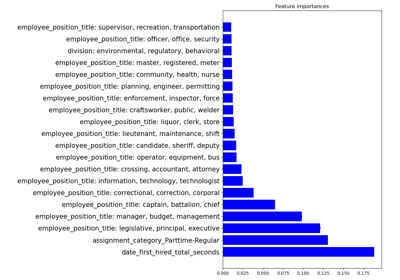 Feature importances
employee_position_title: supervisor, recreation, transportation
employee_position_title: officer, office, security
division: environmental, regulatory, behavioral
employee_position_title: master, registered, meter
employee_position_title: community, health, nurse
employee_position_title: planning, engineer, permitting
employee_position_title: enforcement, inspector, force
employee_position_title: craftsworker, public, welder
employee_position_title: liquor, clerk, store
employee_position_title: lieutenant, maintenance, shift
employee_position_title: candidate, sheriff, deputy
employee_position_title: operator, equipment, bus
employee_position_title: crossing, accountant, attorney
employee_position_title: information, technology, technologist
employee_position_title: correctional, correction, corporal
employee_position_title: captain, battalion, chief
employee_position_title: manager, budget, management
employee_position_title: legislative, principal, executive
assignment_category_Parttime-Regular
date_first_hired_total_seconds
0.000 0.025 0.050 0.075 0.100 0.125 0.150 0.175